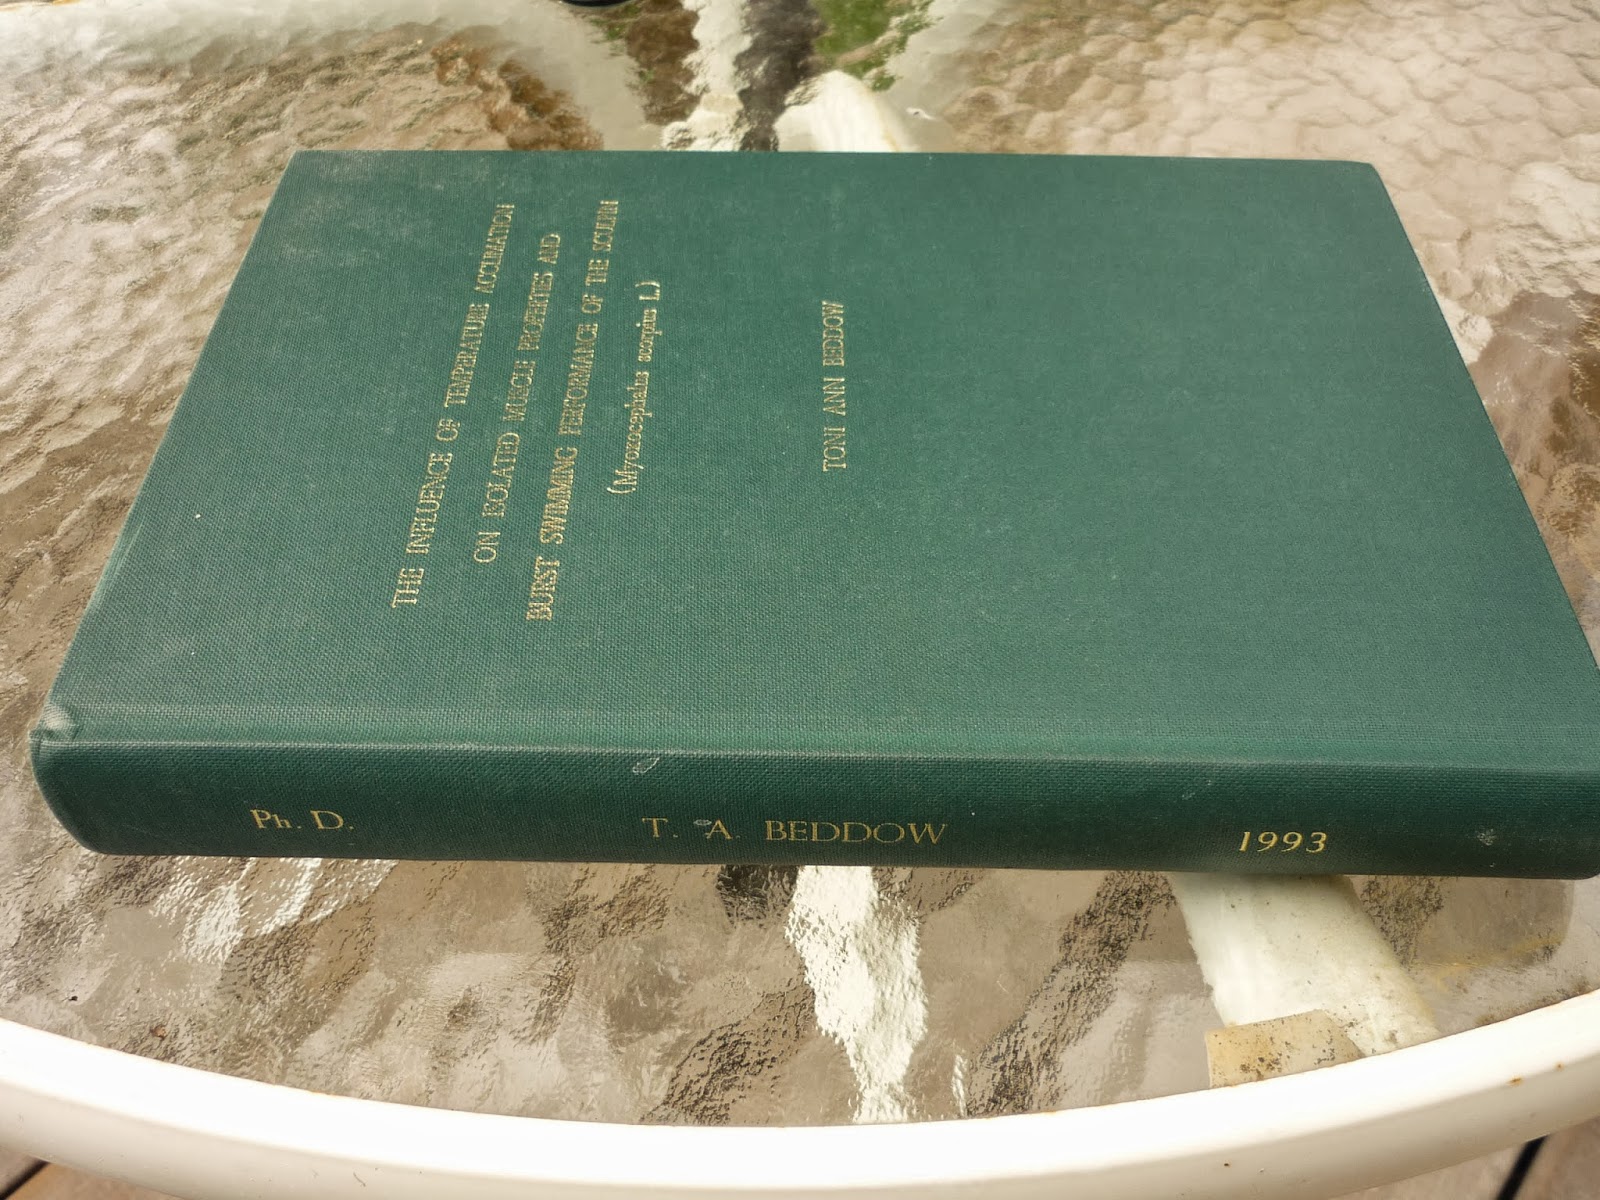 THE INFLUENCE OF TEMPERATURE ACCLIMATION
ON ISOLATED MUSCLE PROPERTIES AND
BURST SWIMMING PERFORMANCE OF THE SCULPIN
(Myoxocephalus scorpius L.)
TONI ANN BEDDOW
Ph. D. T. A. BEDDOW 1993